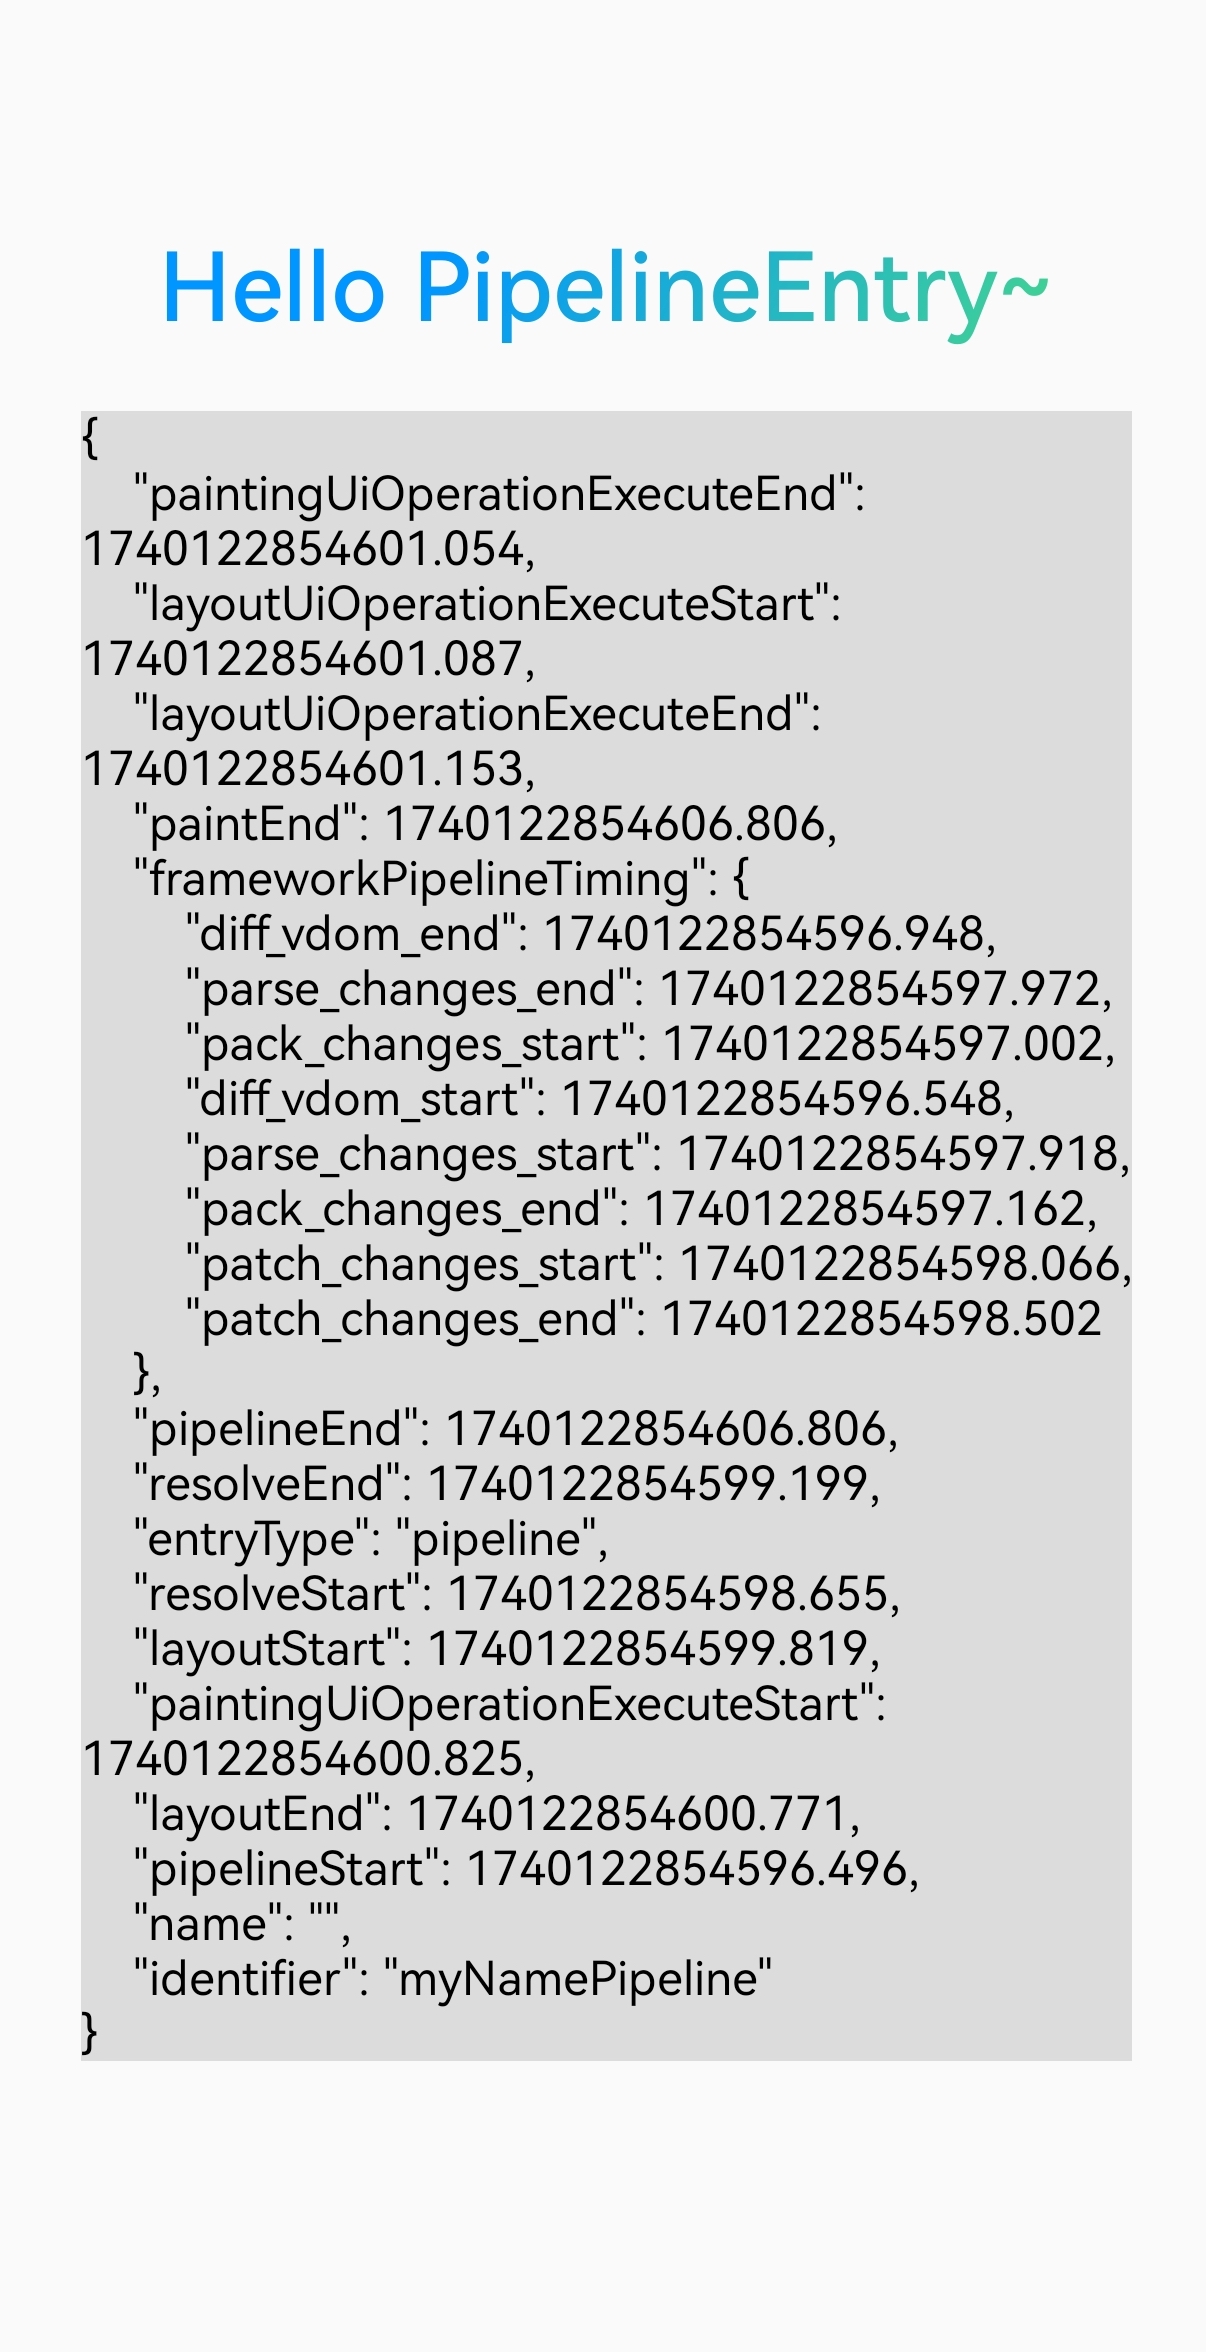 Hello PipelineEntry~
{
    "paintingUiOperationExecuteEnd":
1740122854601.054,
    "layoutUiOperationExecuteStart":
1740122854601.087,
    "layoutUiOperationExecuteEnd":
1740122854601.153,
    "paintEnd": 1740122854606.806,
    "frameworkPipelineTiming": {
        "diff_vdom_end": 1740122854596.948,
        "parse_changes_end": 1740122854597.972,
        "pack_changes_start": 1740122854597.002,
        "diff_vdom_start": 1740122854596.548,
        "parse_changes_start": 1740122854597.918,
        "pack_changes_end": 1740122854597.162,
        "patch_changes_start": 1740122854598.066,
        "patch_changes_end": 1740122854598.502
    },
    "pipelineEnd": 1740122854606.806,
    "resolveEnd": 1740122854599.199,
    "entryType": "pipeline",
    "resolveStart": 1740122854598.655,
    "layoutStart": 1740122854599.819,
    "paintingUiOperationExecuteStart":
1740122854600.825,
    "layoutEnd": 1740122854600.771,
    "pipelineStart": 1740122854596.496,
    "name": "",
    "identifier": "myNamePipeline"
}